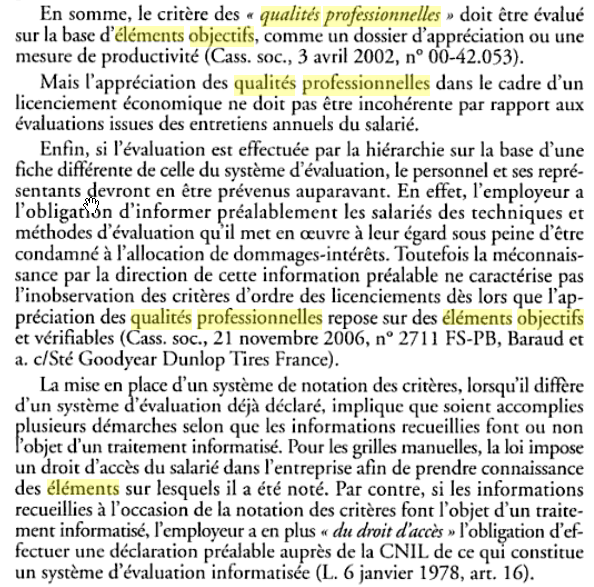 En somme, le critère des « qualités professionnelles » doit être évalué
sur la base d'éléments objectifs, comme un dossier d'appréciation ou une
mesure de productivité (Cass. soc., 3 avril 2002, n° 00-42.053).
Mais l'appréciation des qualités professionnelles dans le cadre d'un
licenciement économique ne doit pas être incohérente par rapport aux
évaluations issues des entretiens annuels du salarié.
Enfin, si l'évaluation est effectuée par la hiérarchie sur la base d'une
fiche différente de celle du système d'évaluation, le personnel et ses repré-
sentants devront en être prévenus auparavant. En effet, l'employeur a
l'obligation d'informer préalablement les salariés des techniques et
méthodes d'évaluation qu'il met en œuvre à leur égard sous peine d'être
condamné à l'allocation de dommages-intérêts. Toutefois la méconnais-
sance par la direction de cette information préalable ne caractérise pas
l'inobservation des critères d'ordre des licenciements dès lors que l'ap-
préciation des qualités professionnelles repose sur des éléments objectifs
et vérifiables (Cass. soc., 21 novembre 2006, n° 2711 FS-PB, Baraud et
a. c/Sté Goodyear Dunlop Tires France).
La mise en place d'un système de notation des critères, lorsqu'il diffère
d'un système d'évaluation déjà déclaré, implique que soient accomplies
plusieurs démarches selon que les informations recueillies font ou non
l'objet d'un traitement informatisé. Pour les grilles manuelles, la loi impose
un droit d'accès du salarié dans l'entreprise afin de prendre connaissance
des éléments sur lesquels il a été noté. Par contre, si les informations
recueillies à l'occasion de la notation des critères font l'objet d'un traite-
ment informatisé, l'employeur a en plus « du droit d'accès » l'obligation d'ef-
fectuer une déclaration préalable auprès de la CNIL de ce qui constitue
un système d'évaluation informatisée (L. 6 janvier 1978, art. 16).